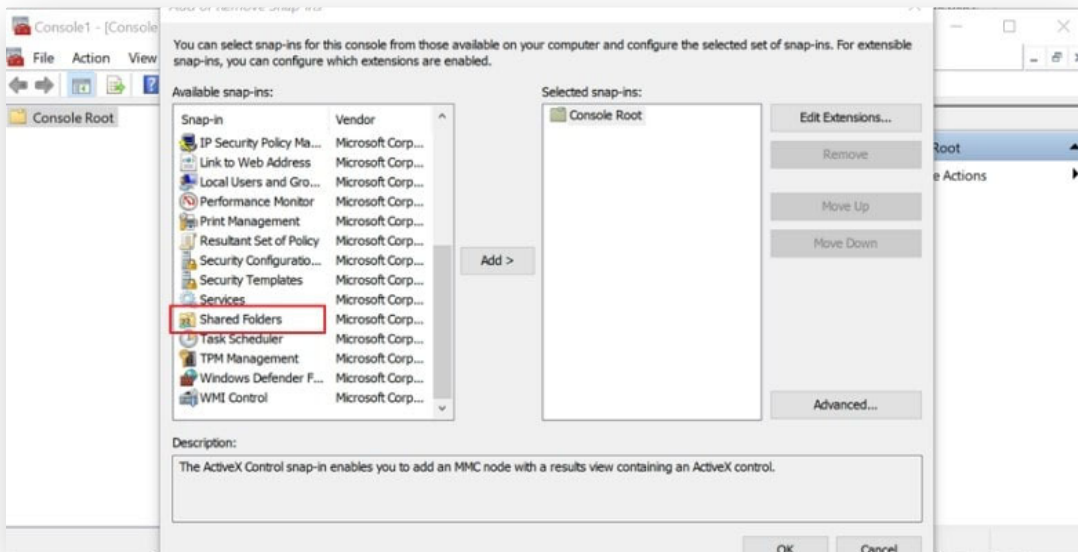 Add or Remove Snap-ins
Console1 - [Console
File Action View
You can select snap-ins for this console from those available on your computer and configure the selected set of snap-ins. For extensible
snap-ins, you can configure which extensions are enabled.
Console Root
Available snap-ins:
Snap-in Vendor
IP Security Policy Ma... Microsoft Corp...
Link to Web Address Microsoft Corp...
Local Users and Gro... Microsoft Corp...
Performance Monitor Microsoft Corp...
Print Management Microsoft Corp...
Resultant Set of Policy Microsoft Corp...
Security Configuratio... Microsoft Corp...
Security Templates Microsoft Corp...
Services Microsoft Corp...
Shared Folders Microsoft Corp...
Task Scheduler Microsoft Corp...
TPM Management Microsoft Corp...
Windows Defender F... Microsoft Corp...
WMI Control Microsoft Corp...
Add >
Selected snap-ins:
Console Root
Edit Extensions...
Remove
Move Up
Move Down
Advanced...
Root
e Actions
Description:
The ActiveX Control snap-in enables you to add an MMC node with a results view containing an ActiveX control.
OK Cancel